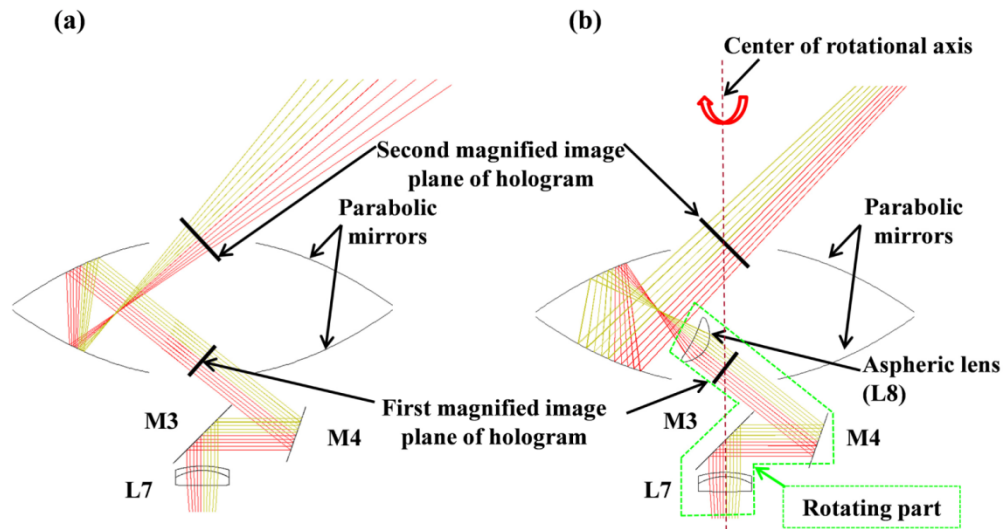 (a)
(b)
Center of rotational axis
Second magnified image
plane of hologram
Parabolic
mirrors
Parabolic
mirrors
Aspheric lens
(L8)
First magnified image
plane of hologram
M3
M4
L7
M3
M4
L7
Rotating part